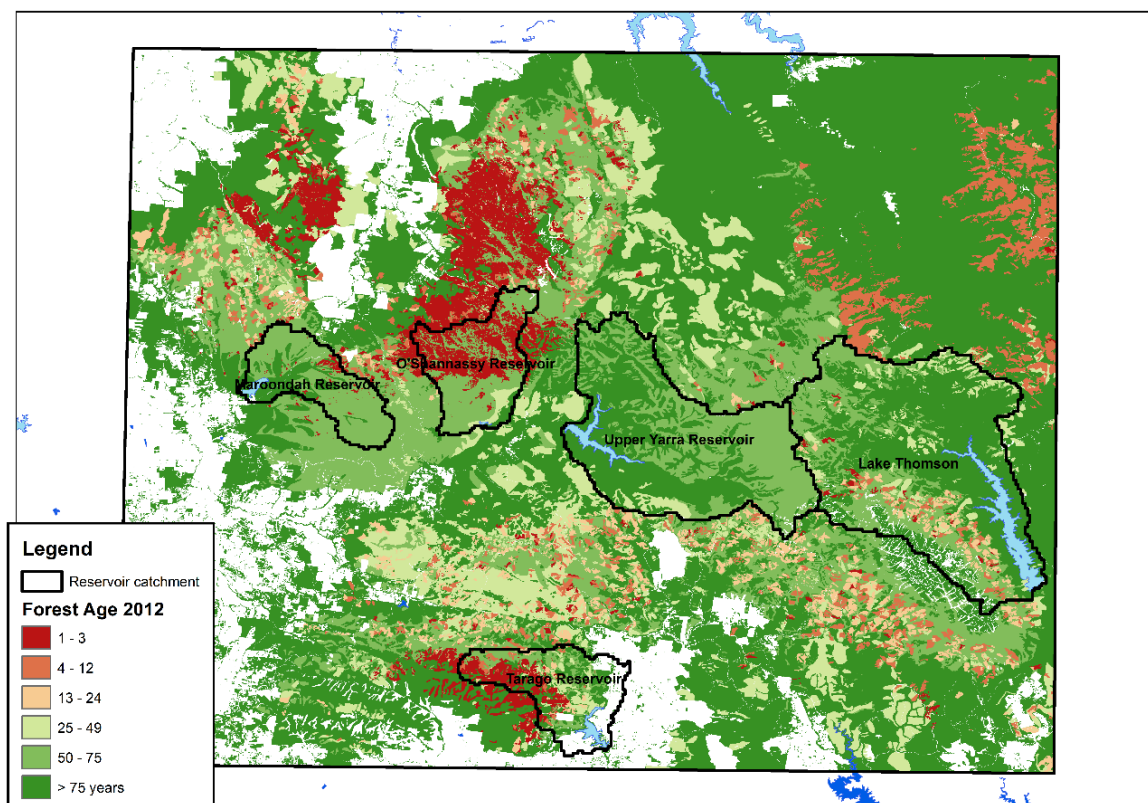 O'Shannassy Reservoir
Maroondah Reservoir
Upper Yarra Reservoir
Lake Thomson
Tarago Reservoir
Legend
Reservoir catchment
Forest Age 2012
1 - 3
4 - 12
13 - 24
25 - 49
50 - 75
> 75 years